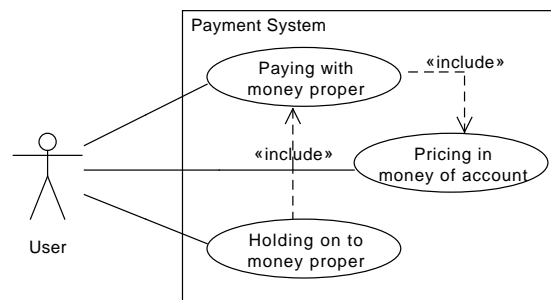 Payment System
Paying with
money proper
«include»
«include»
Pricing in
money of account
User
Holding on to
money proper